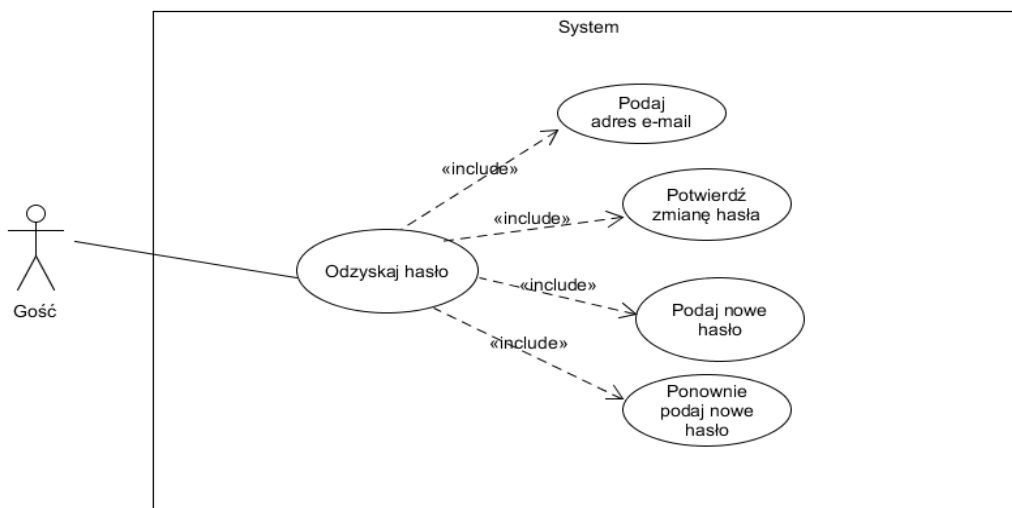 System
Podaj
adres e-mail
«include»
Potwierdź
zmianę hasła
«include»
Gość
Odzyskaj hasło
«include»
Podaj nowe
hasło
«include»
Ponownie
podaj nowe
hasło